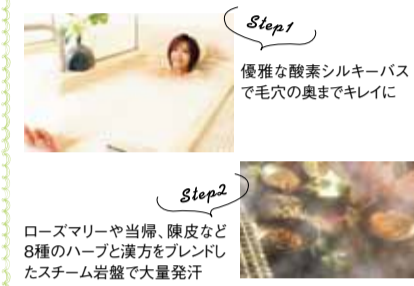 Step1
優雅な酸素シルキーバス
で毛穴の奥までキレイに
Step2
ローズマリーや当帰、陳皮など
8種のハーブと漢方をブレンドし
たスチーム岩盤で大量発汗